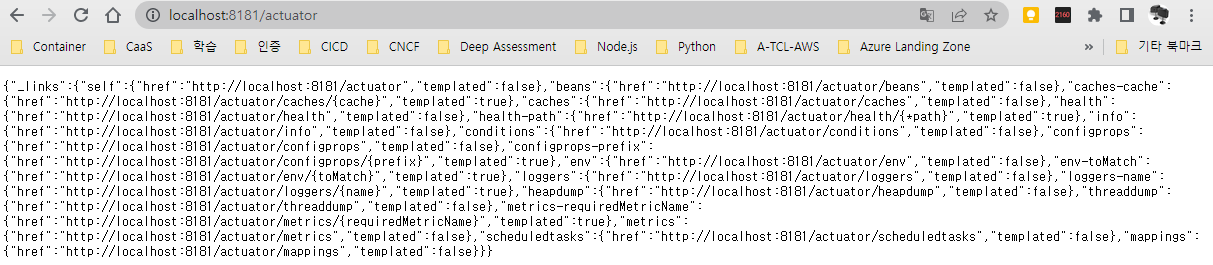 localhost:8181/actuator
2160
Container CaaS 학습 인증 CICD CNCF Deep Assessment Node.js Python A-TCL-AWS Azure Landing Zone » 기타 북마크
{"_links":{"self":{"href":"http://localhost:8181/actuator","templated":false},"beans":{"href":"http://localhost:8181/actuator/beans","templated":false},"caches-cache":
{"href":"http://localhost:8181/actuator/caches/{cache}","templated":true},"caches":{"href":"http://localhost:8181/actuator/caches","templated":false},"health":
{"href":"http://localhost:8181/actuator/health","templated":false},"health-path":{"href":"http://localhost:8181/actuator/health/{*path}","templated":true},"info":
{"href":"http://localhost:8181/actuator/info","templated":false},"conditions":{"href":"http://localhost:8181/actuator/conditions","templated":false},"configprops":
{"href":"http://localhost:8181/actuator/configprops","templated":false},"configprops-prefix":
{"href":"http://localhost:8181/actuator/configprops/{prefix}","templated":true},"env":{"href":"http://localhost:8181/actuator/env","templated":false},"env-toMatch":
{"href":"http://localhost:8181/actuator/env/{toMatch}","templated":true},"loggers":{"href":"http://localhost:8181/actuator/loggers","templated":false},"loggers-name":
{"href":"http://localhost:8181/actuator/loggers/{name}","templated":true},"heapdump":{"href":"http://localhost:8181/actuator/heapdump","templated":false},"threaddump":
{"href":"http://localhost:8181/actuator/threaddump","templated":false},"metrics-requiredMetricName":
{"href":"http://localhost:8181/actuator/metrics/{requiredMetricName}","templated":true},"metrics":
{"href":"http://localhost:8181/actuator/metrics","templated":false},"scheduledtasks":{"href":"http://localhost:8181/actuator/scheduledtasks","templated":false},"mappings":
{"href":"http://localhost:8181/actuator/mappings","templated":false}}}